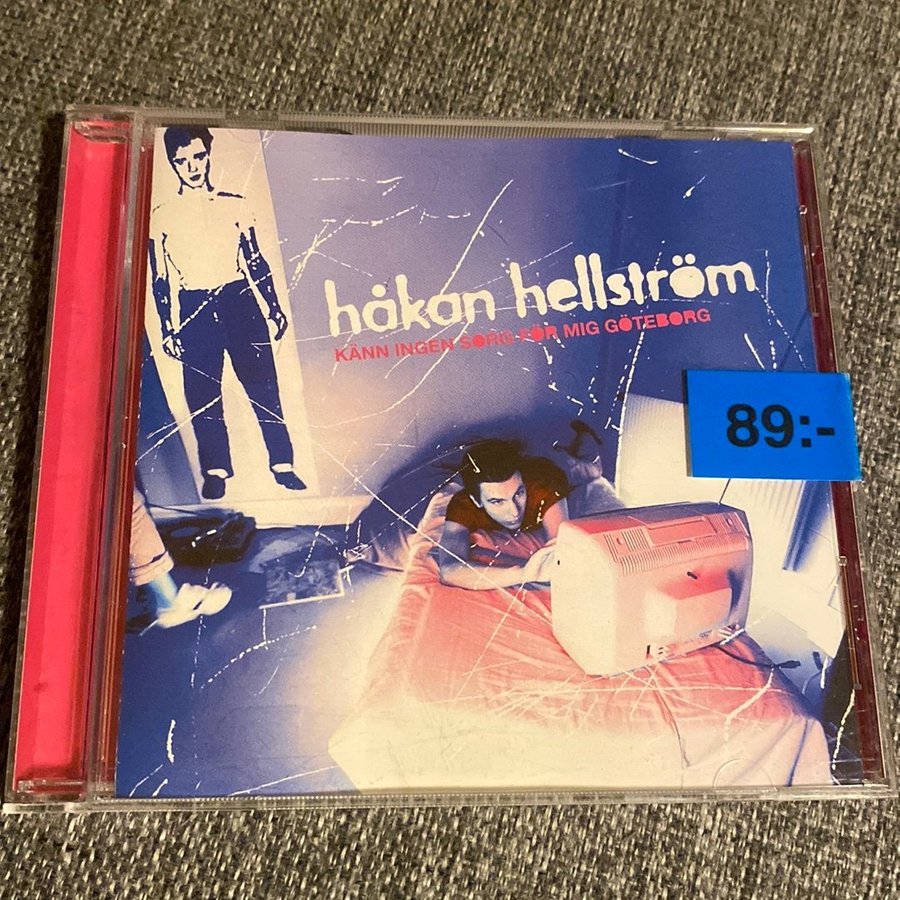 håkan hellström
KÄNN INGEN SORG FÖR MIG GÖTEBORG
89:-